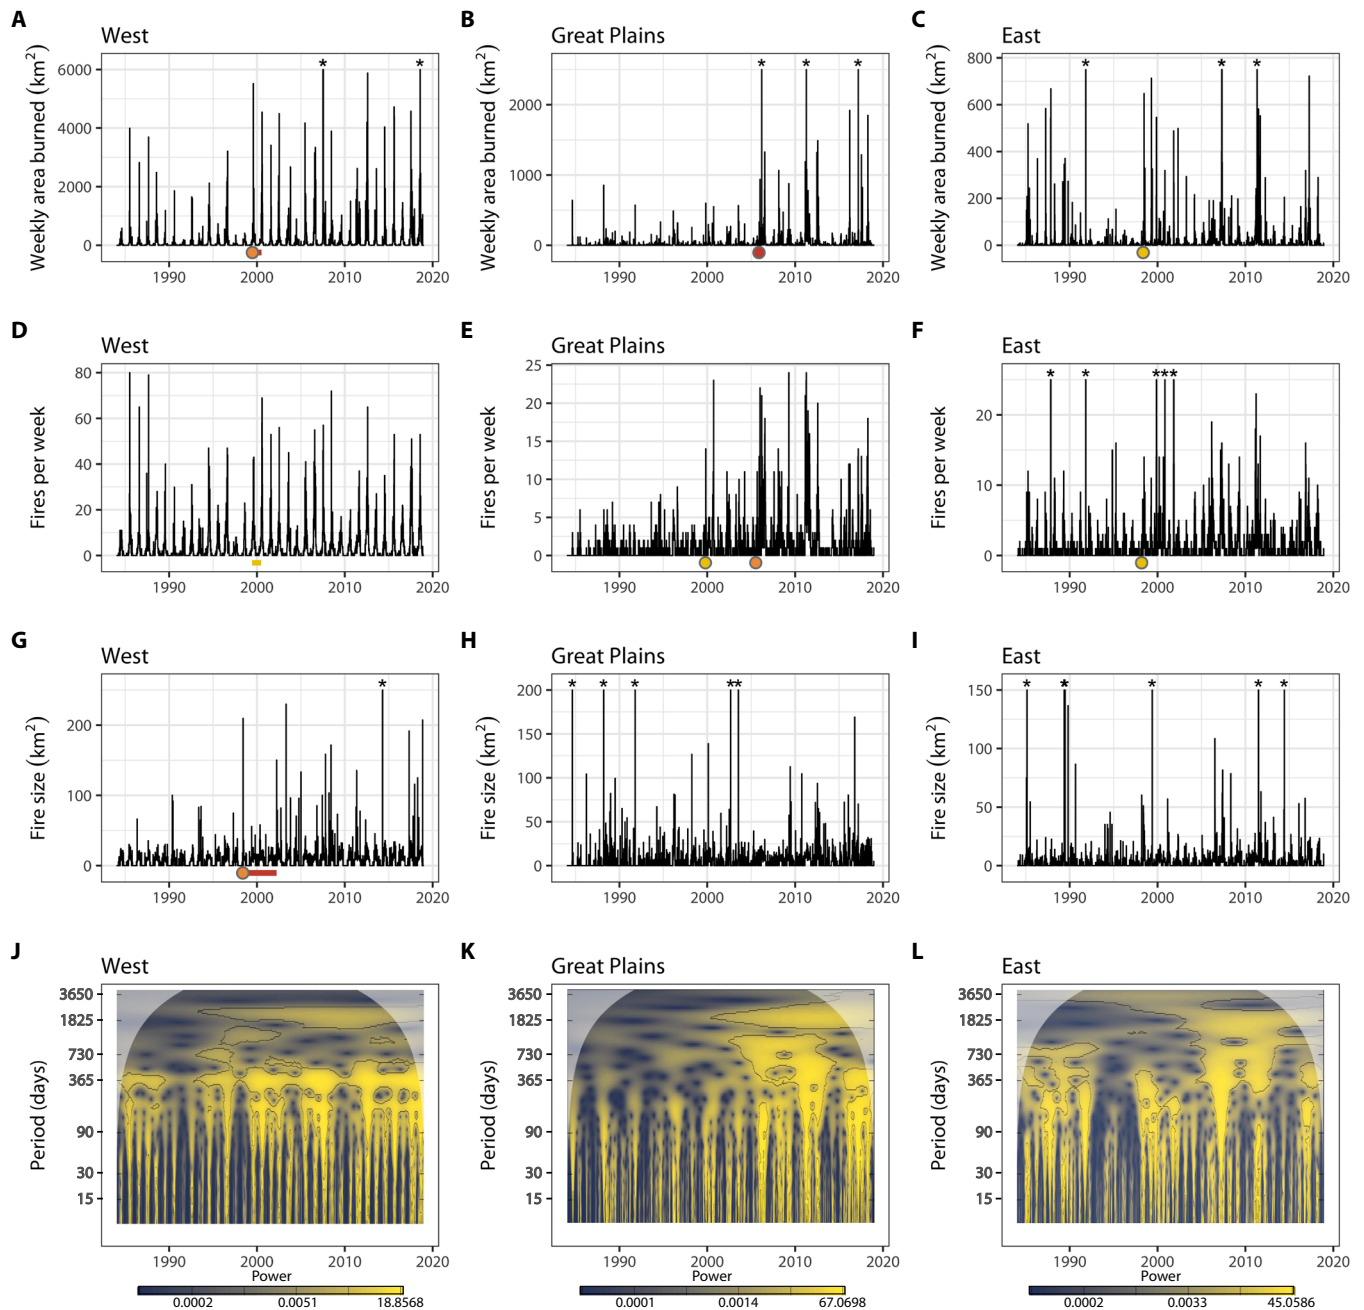 A
West
Weekly area burned (km²)
6000
4000
2000
0
* *
1990 2000 2010 2020
B
Great Plains
Weekly area burned (km²)
2000
1000
0
* * *
1990 2000 2010 2020
C
East
Weekly area burned (km²)
800
600
400
200
0
* * *
1990 2000 2010 2020
D
West
Fires per week
80
60
40
20
0
1990 2000 2010 2020
E
Great Plains
Fires per week
25
20
15
10
5
0
1990 2000 2010 2020
F
East
Fires per week
20
10
0
* * * * *
1990 2000 2010 2020
G
West
Fire size (km²)
200
100
0
*
1990 2000 2010 2020
H
Great Plains
Fire size (km²)
200
150
100
50
0
* * * * *
1990 2000 2010 2020
I
East
Fire size (km²)
150
100
50
0
* * * * *
1990 2000 2010 2020
J
West
Period (days)
3650
1825
730
365
90
30
15
1990 2000 2010 2020
Power
0.0002 0.0051 18.8568
K
Great Plains
Period (days)
3650
1825
730
365
90
30
15
1990 2000 2010 2020
Power
0.0001 0.0014 67.0698
L
East
Period (days)
3650
1825
730
365
90
30
15
1990 2000 2010 2020
Power
0.0002 0.0033 45.0586